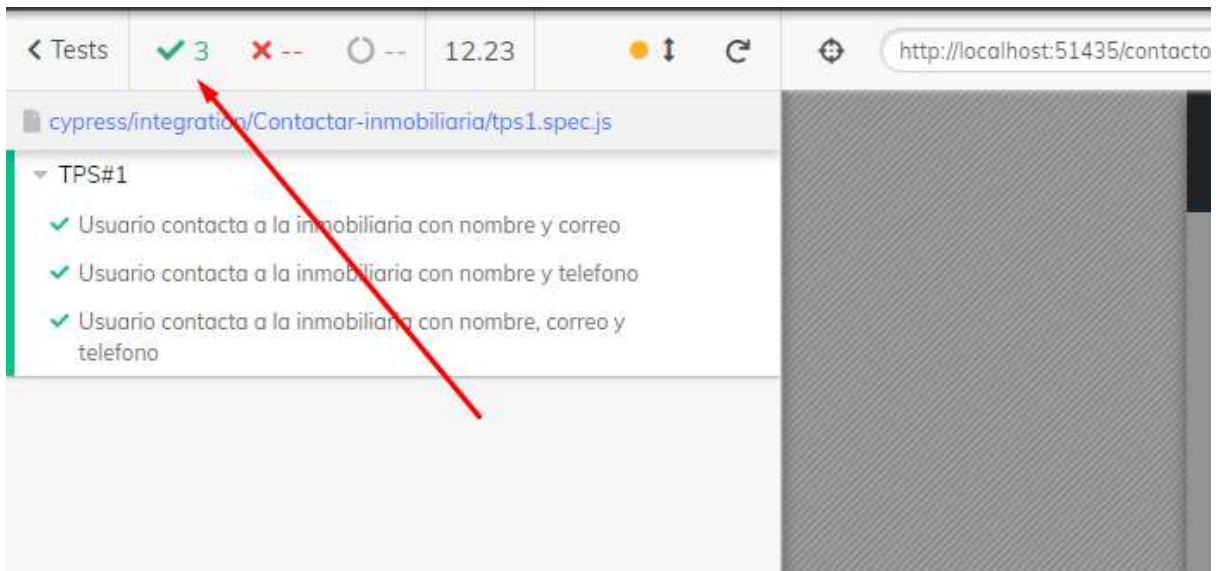 Tests 3 -- -- 12.23 http://localhost:51435/contacto
cypress/integration/Contactar-inmobiliaria/tps1.spec.js
TPS#1
Usuario contacta a la inmobiliaria con nombre y correo
Usuario contacta a la inmobiliaria con nombre y telefono
Usuario contacta a la inmobiliaria con nombre, correo y
telefono